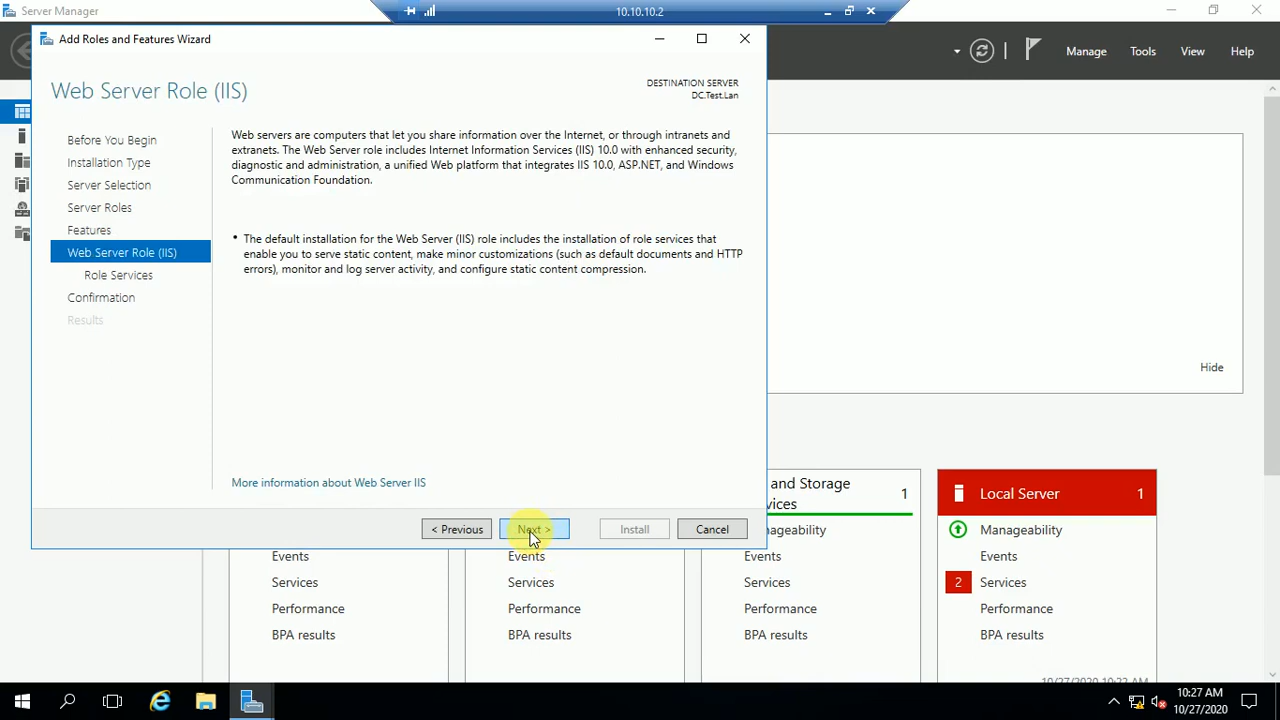 Server Manager
10.10.10.2
Manage
Tools
View
Help
Add Roles and Features Wizard
Web Server Role (IIS)
DESTINATION SERVER
DC.Test.Lan
Before You Begin
Installation Type
Server Selection
Server Roles
Features
Web Server Role (IIS)
Role Services
Confirmation
Results
Web servers are computers that let you share information over the Internet, or through intranets and
extranets. The Web Server role includes Internet Information Services (IIS) 10.0 with enhanced security,
diagnostic and administration, a unified Web platform that integrates IIS 10.0, ASP.NET, and Windows
Communication Foundation.
• The default installation for the Web Server (IIS) role includes the installation of role services that
enable you to serve static content, make minor customizations (such as default documents and HTTP
errors), monitor and log server activity, and configure static content compression.
More information about Web Server IIS
< Previous
Next >
Install
Cancel
Hide
Events
Services
Performance
BPA results
Events
Services
Performance
BPA results
and Storage
vices
1
nageability
Events
Services
Performance
BPA results
Local Server
1
Manageability
Events
2
Services
Performance
BPA results
10/27/2020 10:22 AM
10:27 AM
10/27/2020